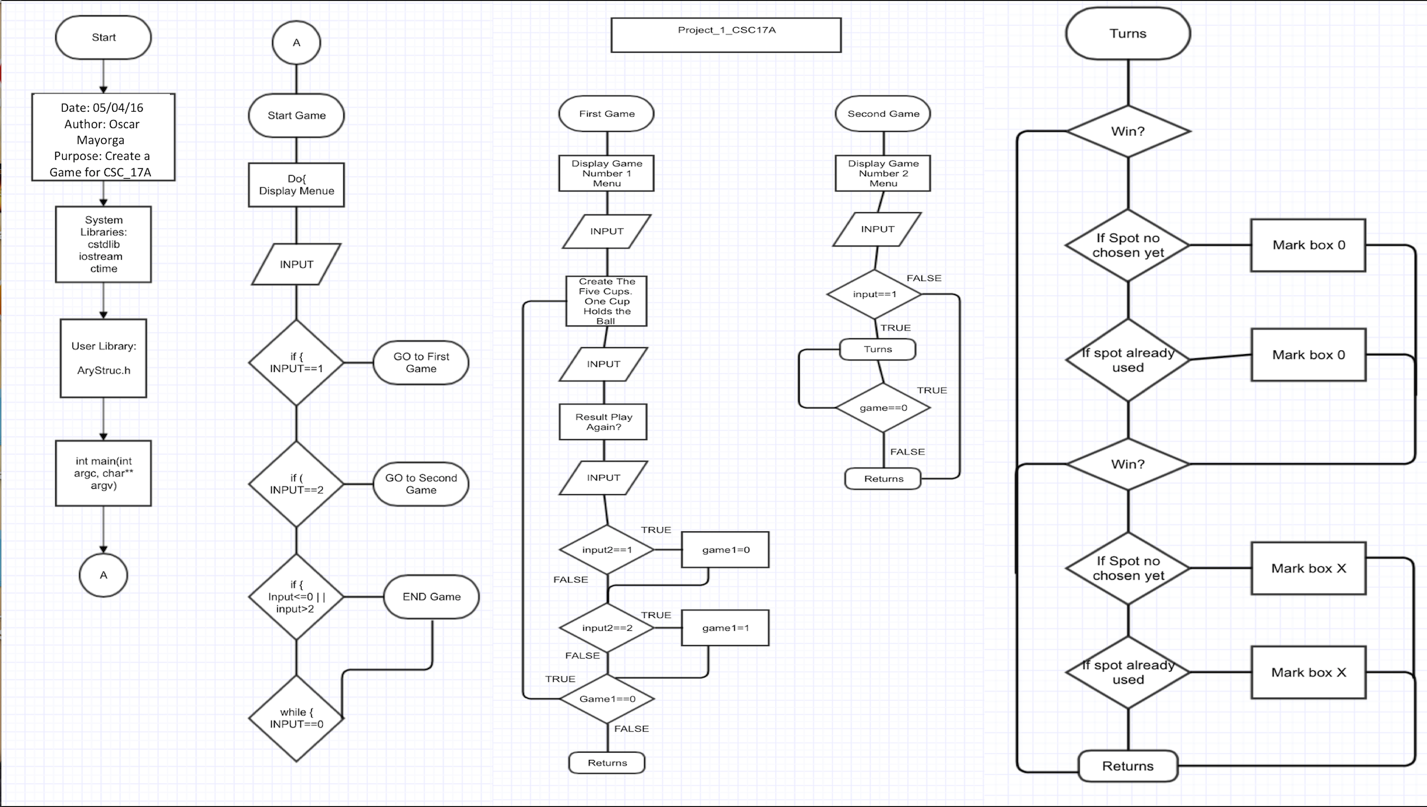 Start
Date: 05/04/16
Author: Oscar
Mayorga
Purpose: Create a
Game for CSC_17A
System
Libraries:
cstdlib
iostream
ctime
User Library:
AryStruc.h
int main(int
argc, char**
argv)
A
A
Start Game
Do{
Display Menue
INPUT
if {
INPUT==1
GO to First
Game
if (
INPUT==2
GO to Second
Game
if {
Input<=0 ||
input>2
END Game
while {
INPUT==0
Project_1_CSC17A
First Game
Display Game
Number 1
Menu
INPUT
Create The
Five Cups.
One Cup
Holds the
Ball
INPUT
Result Play
Again?
INPUT
TRUE
input2==1
game1=0
FALSE
TRUE
input2==2
game1=1
FALSE
TRUE
Game1==0
FALSE
Returns
Second Game
Display Game
Number 2
Menu
INPUT
FALSE
input==1
TRUE
Turns
TRUE
game==0
FALSE
Returns
Turns
Win?
If Spot no
chosen yet
Mark box 0
If spot already
used
Mark box 0
Win?
If Spot no
chosen yet
Mark box X
If spot already
used
Mark box X
Returns